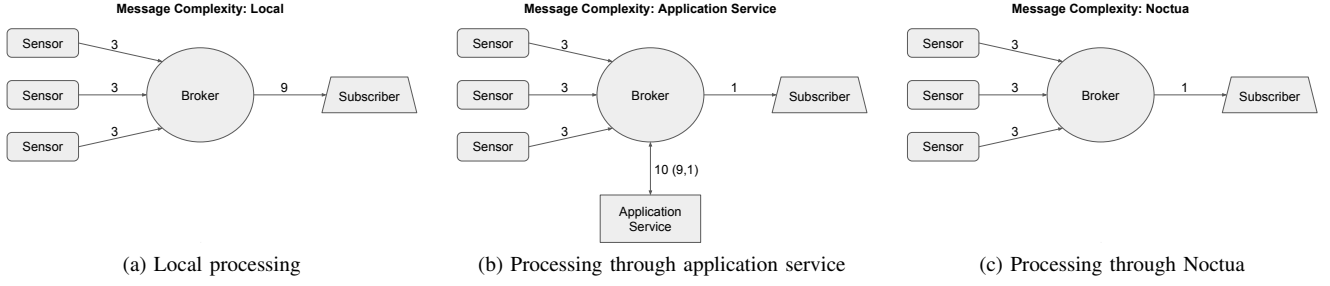 Message Complexity: Local
Sensor
3
Sensor
3
Sensor
3
Broker
9
Subscriber
(a) Local processing
Message Complexity: Application Service
Sensor
3
Sensor
3
Sensor
3
Broker
1
Subscriber
10 (9,1)
Application
Service
(b) Processing through application service
Message Complexity: Noctua
Sensor
3
Sensor
3
Sensor
3
Broker
1
Subscriber
(c) Processing through Noctua